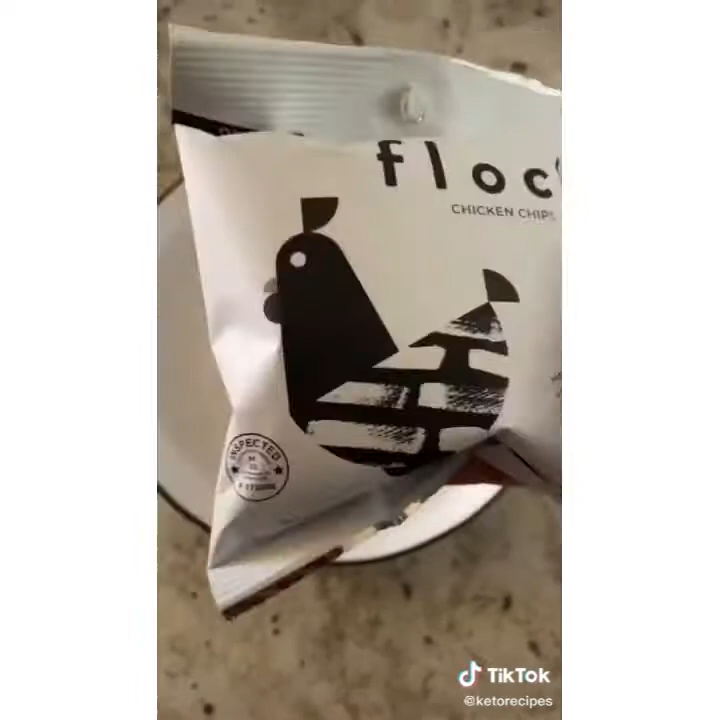 floc
CHICKEN CHIPS
INSPECTED
TikTok
@ketorecipes